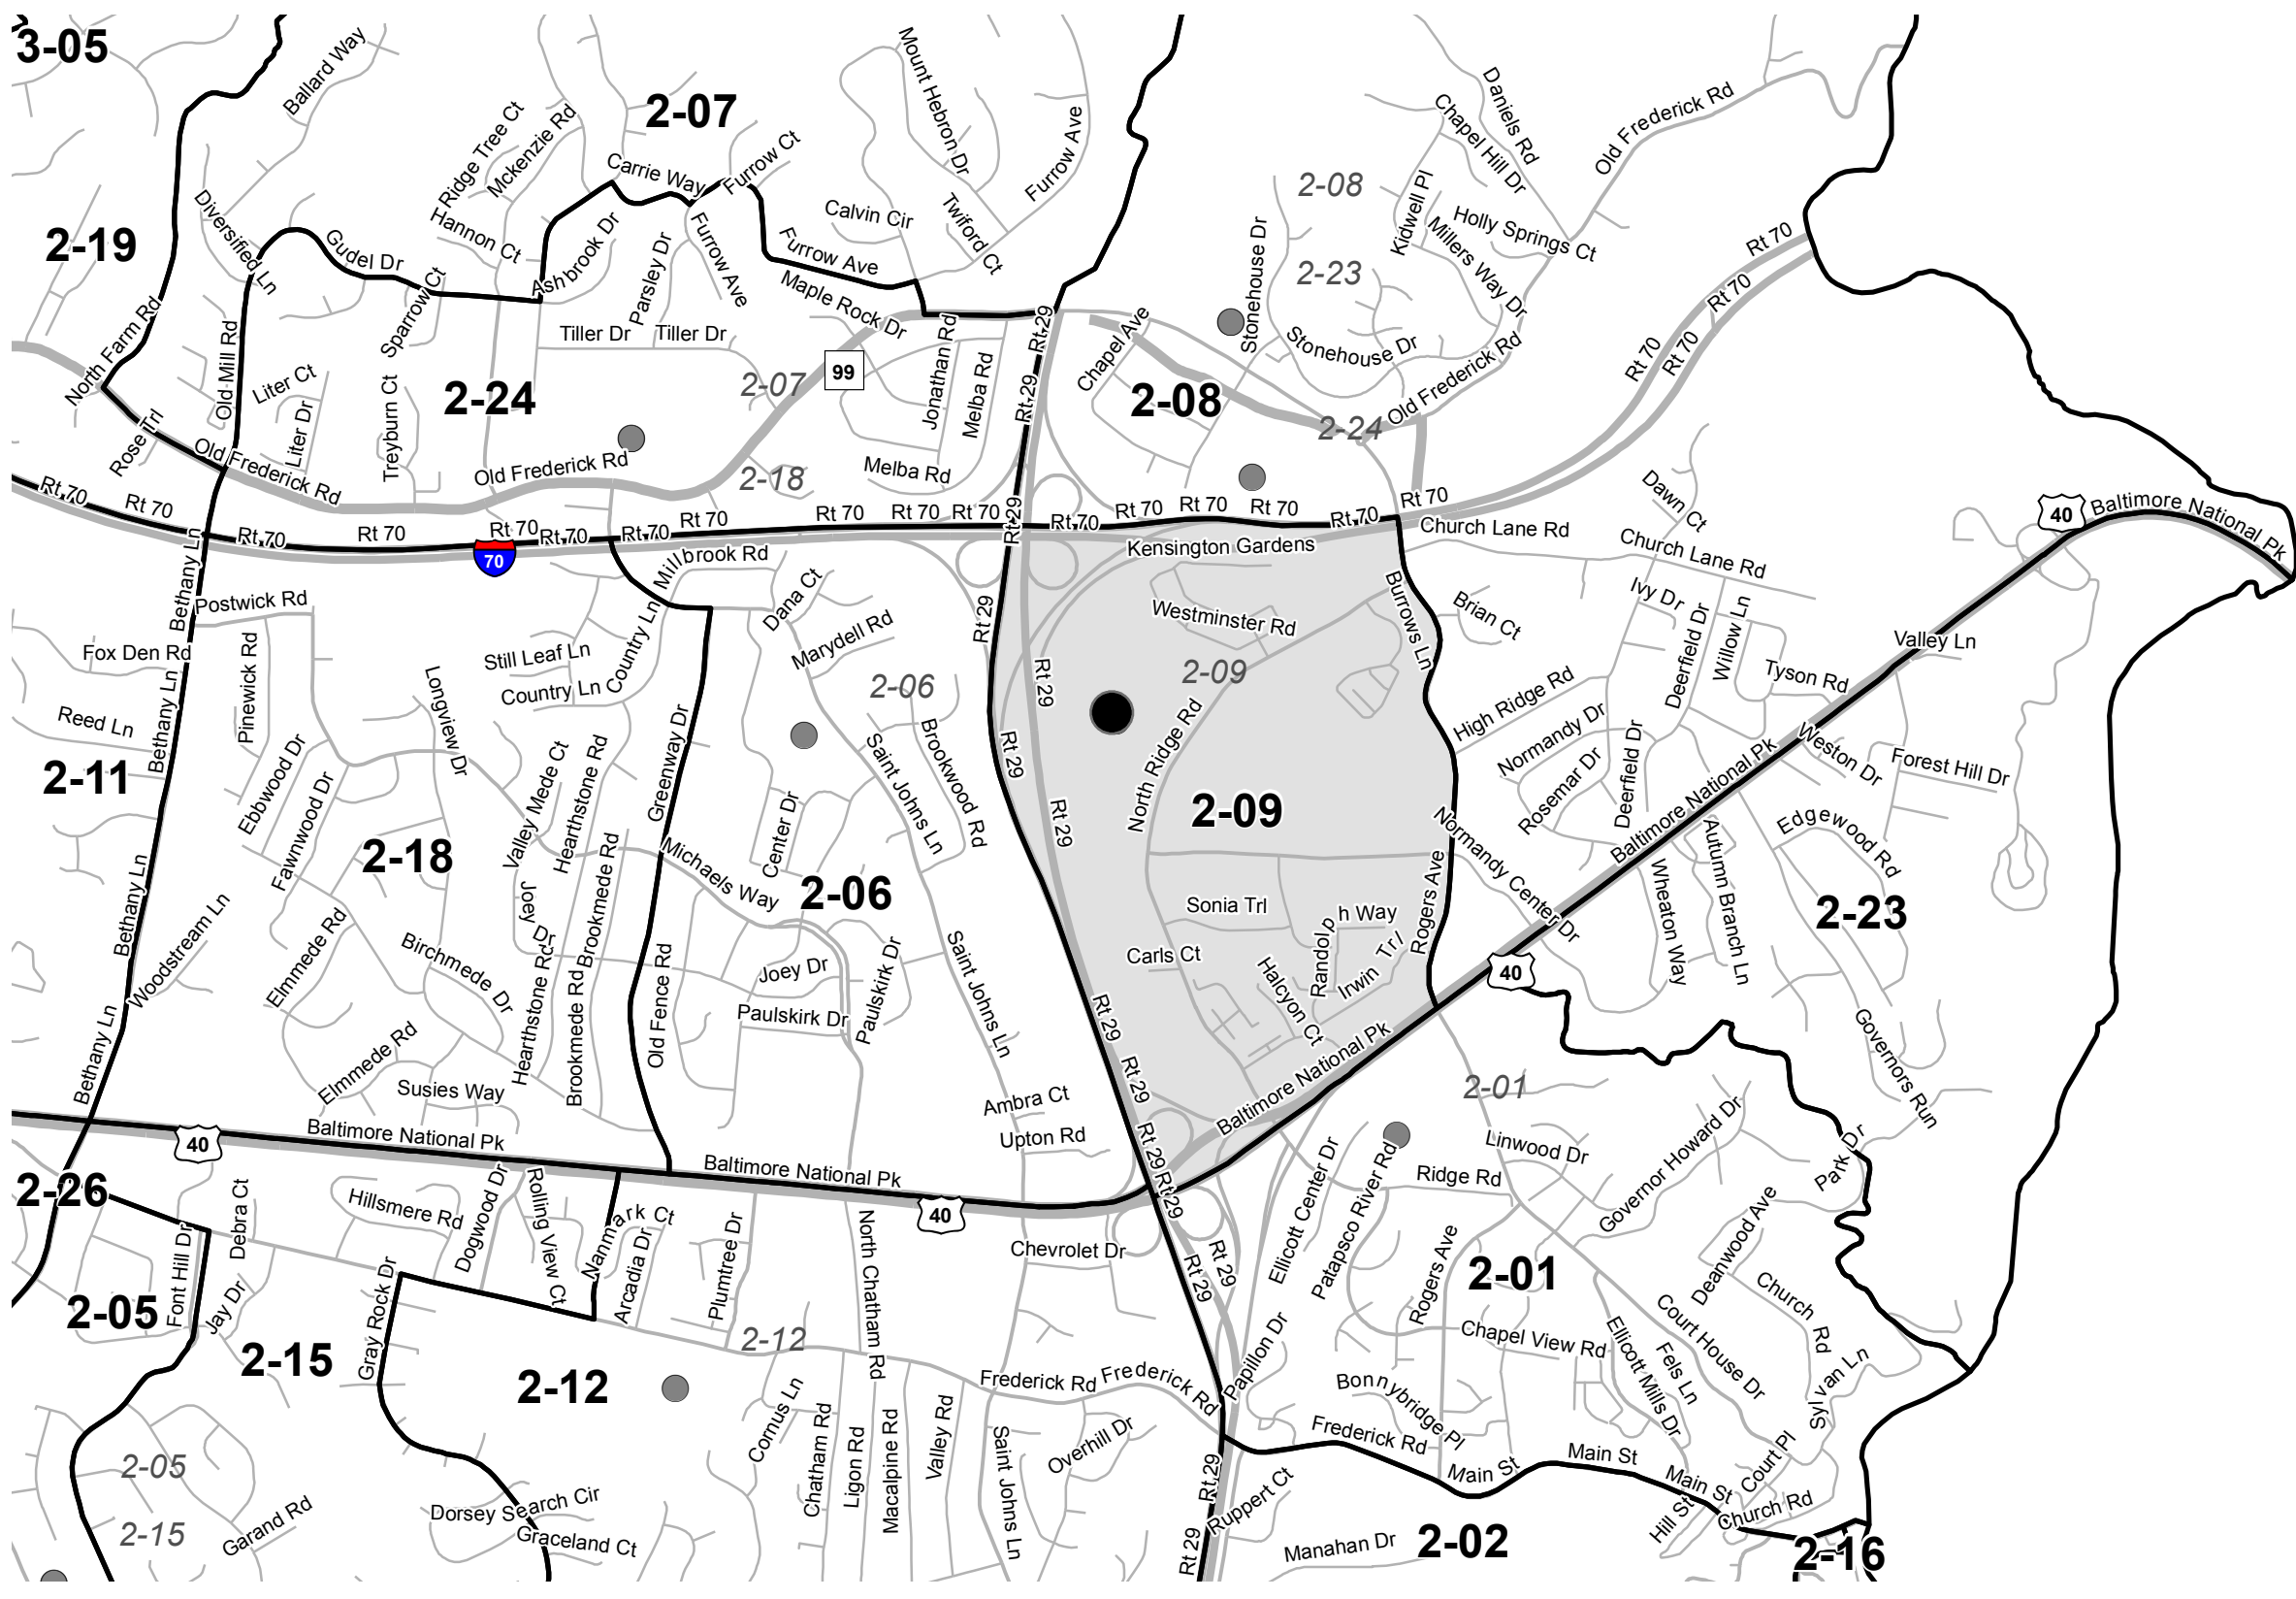 3-05
Ballard Way
2-07
Mount Hebron Dr
Furrow Ave
Daniels Rd
Chapel Hill Dr
Old Frederick Rd
Ridge Tree Ct
Mckenzie Rd
Carrie Way
Furrow Ct
2-08
Kidwell Pl
Hannon Ct
Diversified Ln
2-19
Gudel Dr
Ashbrook Dr
Parsley Dr
Furrow Ave
Calvin Cir
Twiford Ct
Furrow Ave
Stonehouse Dr
2-23
Holly Springs Ct
Millers Way Dr
Rt 70
Rt 70
Sparrow Ct
Maple Rock Dr
North Farm Rd
Old Mill Rd
Tiller Dr
Tiller Dr
Rt 29
Chapel Ave
Stonehouse Dr
Old Frederick Rd
Rt 70
Rt 70
Liter Ct
Liter Dr
Treyburn Ct
2-24
2-07
99
Jonathan Rd
Melba Rd
Rt 29
2-08
2-24
Rose Trl
Old Frederick Rd
Old Frederick Rd
2-18
Melba Rd
Rt 70
Rt 70
Rt 70
Rt 70
Rt 70
Rt 70
Rt 70
Rt 70
Rt 70
Rt 70
Rt 70
Rt 29
Rt 70
Rt 70
Rt 70
Rt 70
Rt 70
Rt 70
Dawn Ct
40
Baltimore National Pk
70
Millbrook Rd
Kensington Gardens
Church Lane Rd
Church Lane Rd
Bethany Ln
Postwick Rd
Dana Ct
Rt 29
Westminster Rd
Burrows Ln
Brian Ct
Ivy Dr
Deerfield Dr
Willow Ln
Valley Ln
Fox Den Rd
Pinewick Rd
Still Leaf Ln
Country Ln
Country Ln
Marydell Rd
2-06
Rt 29
2-09
Tyson Rd
Reed Ln
Bethany Ln
Longview Dr
Greenway Dr
Brookwood Rd
Saint Johns Ln
Rt 29
North Ridge Rd
High Ridge Rd
Normandy Dr
Rosemar Dr
Deerfield Dr
Baltimore National Pk
Weston Dr
Forest Hill Dr
2-11
Ebbwood Dr
Fawnwood Dr
Valley Mede Ct
Hearthstone Rd
Center Dr
Rt 29
2-09
Edgewood Rd
2-18
Brookmede Rd
Michaels Way
2-06
Normandy Center Dr
Rogers Ave
Wheaton Way
Autumn Branch Ln
2-23
Bethany Ln
Woodstream Ln
Elmmede Rd
Birchmede Dr
Joey Dr
Hearthstone Rd
Brookmede Rd
Old Fence Rd
Joey Dr
Paulskirk Dr
Paulskirk Dr
Saint Johns Ln
Sonia Trl
Carls Ct
Randolph Way
Irwin Trl
Halcyon Ct
40
Governors Run
Bethany Ln
Elmmede Rd
Susies Way
Ambra Ct
Upton Rd
Rt 29
Rt 29
Baltimore National Pk
2-01
40
Baltimore National Pk
Baltimore National Pk
40
Rt 29
Rt 29
Ellicott Center Dr
Patapsco River Rd
Ridge Rd
Linwood Dr
Governor Howard Dr
Park Dr
2-26
Debra Ct
Font Hill Dr
Jay Dr
Hillsmere Rd
Dogwood Dr
Rolling View Ct
Nanmark Ct
Arcadia Dr
Plumtree Dr
North Chatham Rd
Chevrolet Dr
Rt 29
Rt 29
Rogers Ave
2-01
Deanwood Ave
Church Rd
2-05
2-15
Gray Rock Dr
2-12
2-12
Frederick Rd
Frederick Rd
Papillon Dr
Chapel View Rd
Ellicott Mills Dr
Fels Ln
Court House Dr
Sylvan Ln
Cornus Ln
Chatham Rd
Ligon Rd
Macalpine Rd
Valley Rd
Saint Johns Ln
Overhill Dr
Bonnybridge Pl
Frederick Rd
Main St
Main St
Main St
Court Pl
2-05
2-15
Garand Rd
Dorsey Search Cir
Graceland Ct
Rt 29
Rt 29
Ruppert Ct
Manahan Dr
2-02
Hill St
Church Rd
2-16